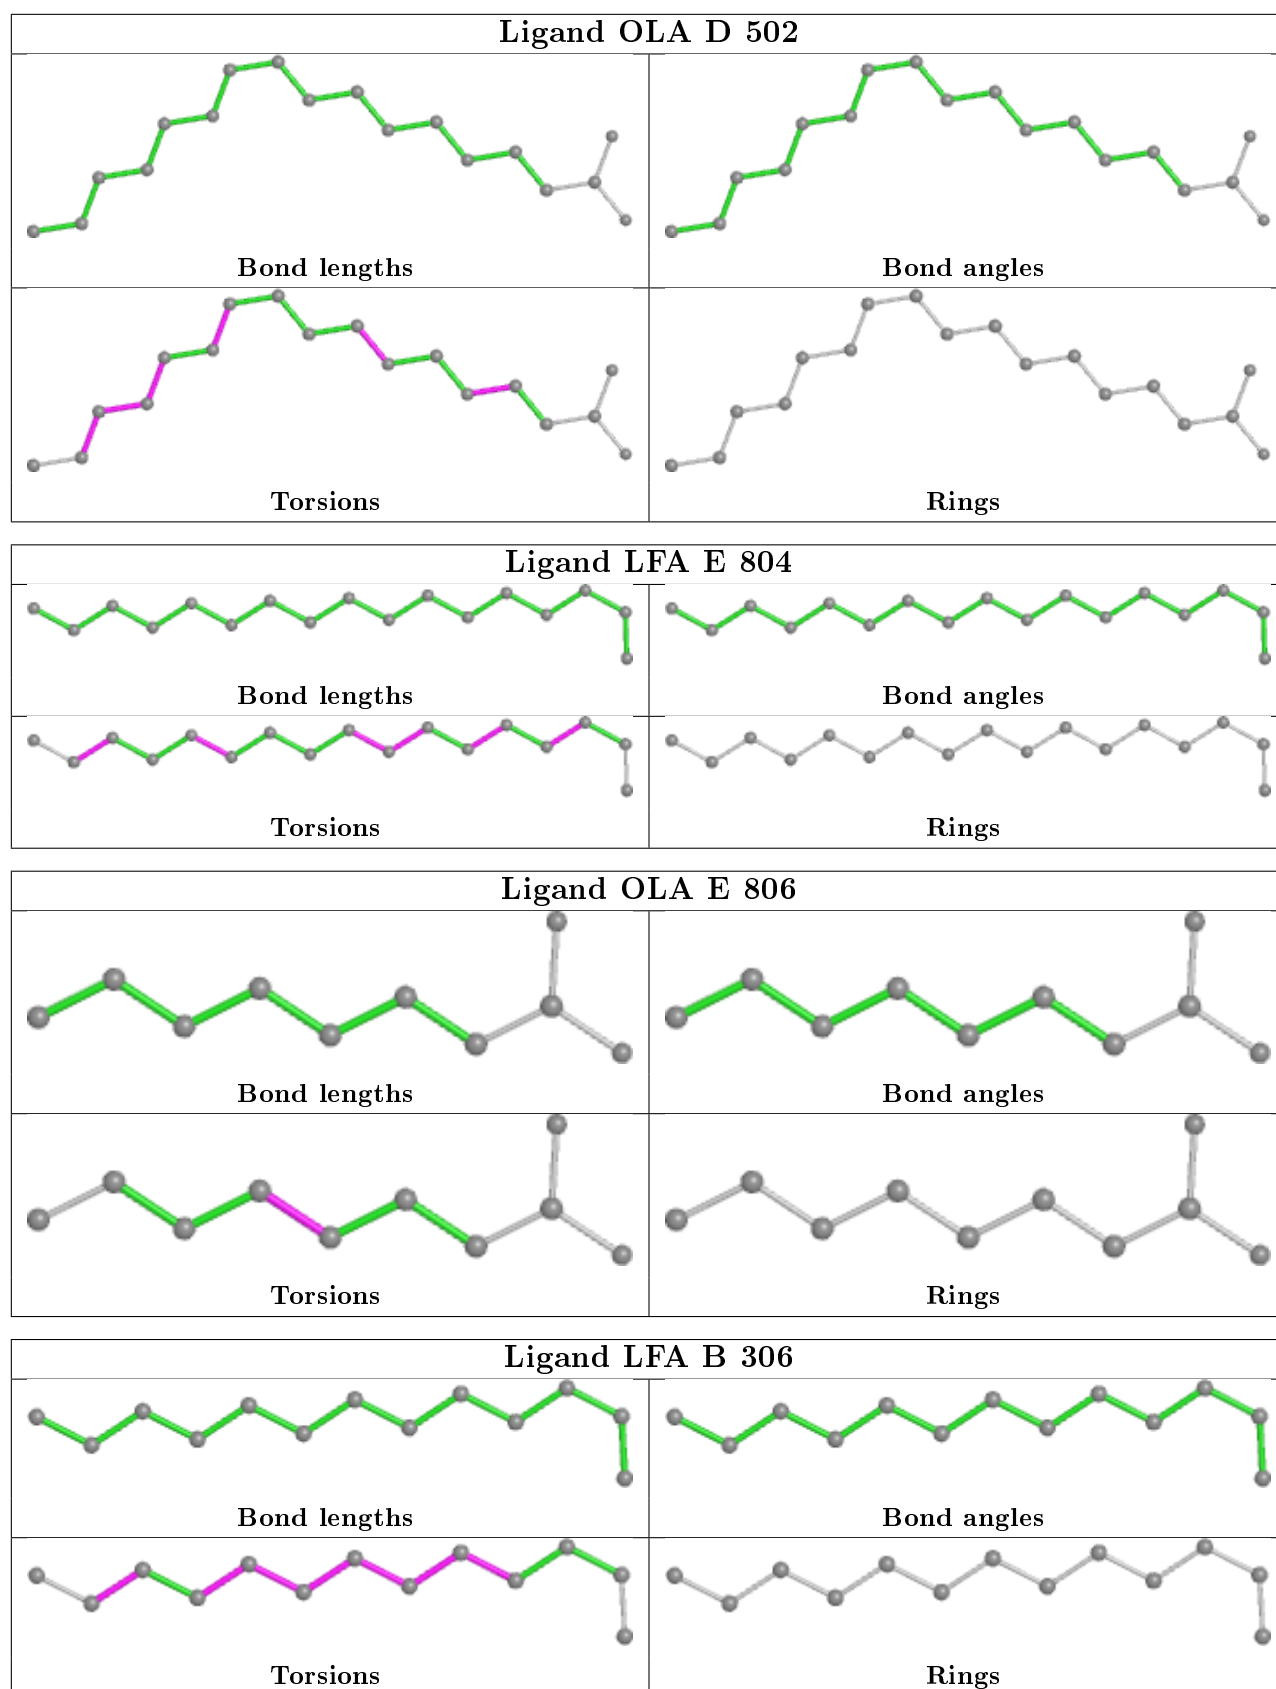 Ligand OLA D 502
Bond lengths
Bond angles
Torsions
Rings
Ligand LFA E 804
Bond lengths
Bond angles
Torsions
Rings
Ligand OLA E 806
Bond lengths
Bond angles
Torsions
Rings
Ligand LFA B 306
Bond lengths
Bond angles
Torsions
Rings